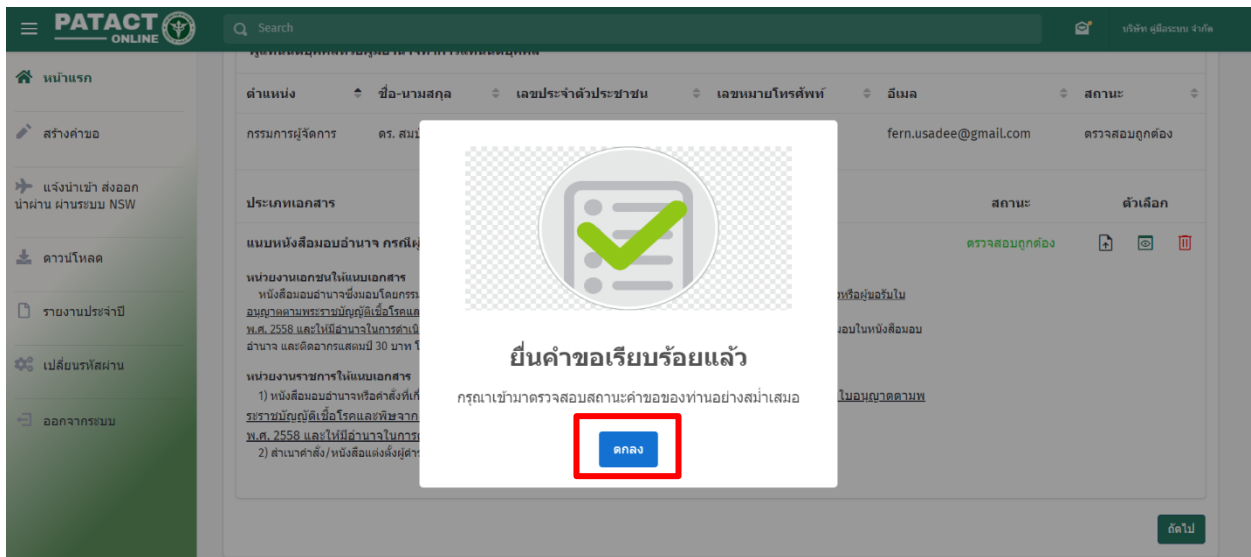 PATACT
ONLINE
Search
บริษัท คู่มือระบบ จำกัด
หน้าแรก
สร้างคำขอ
แจ้งนำเข้า ส่งออก
นำผ่าน ผ่านระบบ NSW
ดาวน์โหลด
รายงานประจำปี
เปลี่ยนรหัสผ่าน
ออกจากระบบ
ตำแหน่ง ชื่อ-นามสกุล เลขประจำตัวประชาชน เลขหมายโทรศัพท์ อีเมล สถานะ
กรรมการผู้จัดการ ดร. fern.usadee@gmail.com ตรวจสอบถูกต้อง
ประเภทเอกสาร สถานะ ตัวเลือก
แนบหนังสือมอบอำนาจ ตรวจสอบถูกต้อง
หน่วยงานเอกชนให้แนบเอกสาร
หนังสือมอบอำนาจซึ่งมอบโดยกรรม หรือผู้ขอรับใบ
อนุญาตตามพระราชบัญญัติเชื้อโรคและ
พ.ศ. 2558 และให้มีอำนาจในการดำเนิ มอบในหนังสือมอบ
อำนาจ และติดอากรแสตมป์ 30 บาท
หน่วยงานราชการให้แนบเอกสาร
1) หนังสือมอบอำนาจหรือคำสั่งที่เกี่ ใบอนุญาตตามพ
ระราชบัญญัติเชื้อโรคและพิษจาก
พ.ศ. 2558 และให้มีอำนาจในการ
2) สำเนาคำสั่ง/หนังสือแต่งตั้งผู้ดำร
ยื่นคำขอเรียบร้อยแล้ว
กรุณาเข้ามาตรวจสอบสถานะคำขอของท่านอย่างสม่ำเสมอ
ตกลง
ถัดไป